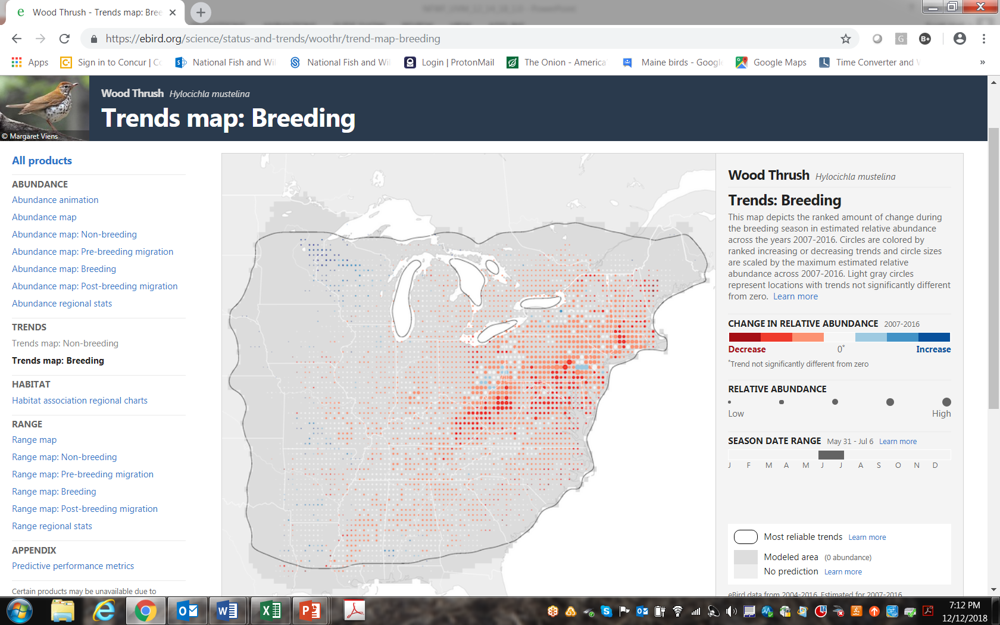 Wood Thrush - Trends map: Bree
https://ebird.org/science/status-and-trends/woothr/trend-map-breeding
G
B+
Apps
Sign in to Concur | Co
National Fish and Wil
National Fish and Wil
Login | ProtonMail
The Onion - America
Maine birds - Google
Google Maps
Time Converter and W
»
Wood Thrush Hylocichla mustelina
Trends map: Breeding
© Margaret Viens
All products
ABUNDANCE
Abundance animation
Abundance map
Abundance map: Non-breeding
Abundance map: Pre-breeding migration
Abundance map: Breeding
Abundance map: Post-breeding migration
Abundance regional stats
TRENDS
Trends map: Non-breeding
Trends map: Breeding
HABITAT
Habitat association regional charts
RANGE
Range map
Range map: Non-breeding
Range map: Pre-breeding migration
Range map: Breeding
Range map: Post-breeding migration
Range regional stats
APPENDIX
Predictive performance metrics
Certain products may be unavailable due to
Wood Thrush Hylocichla mustelina
Trends: Breeding
This map depicts the ranked amount of change during
the breeding season in estimated relative abundance
across the years 2007-2016. Circles are colored by
ranked increasing or decreasing trends and circle sizes
are scaled by the maximum estimated relative
abundance across 2007-2016. Light gray circles
represent locations with trends not significantly different
from zero. Learn more
CHANGE IN RELATIVE ABUNDANCE 2007-2016
Decrease 0* Increase
*Trend not significantly different from zero
RELATIVE ABUNDANCE
Low High
SEASON DATE RANGE May 31 - Jul 6 Learn more
J F M A M J J A S O N D
Most reliable trends Learn more
Modeled area (0 abundance)
No prediction Learn more
eBird data from 2004-2016. Estimated for 2007-2016
7:12 PM
12/12/2018